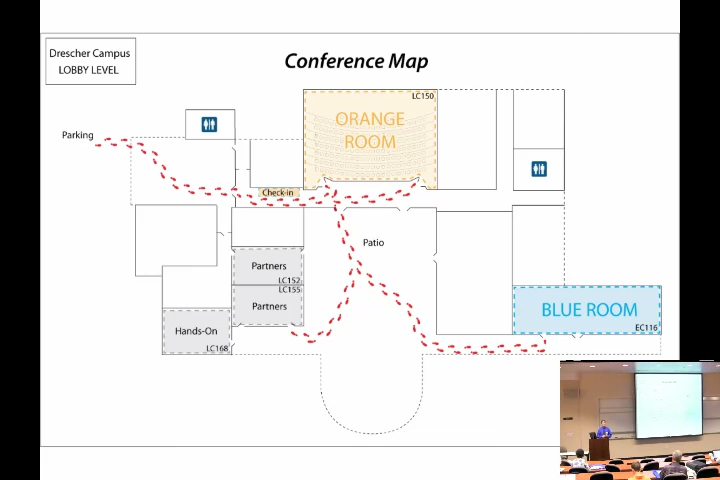 Drescher Campus
LOBBY LEVEL
Conference Map
LC150
ORANGE
ROOM
Parking
Check-in
Patio
Partners
LC152
LC155
Partners
Hands-On
LC168
BLUE ROOM
EC116